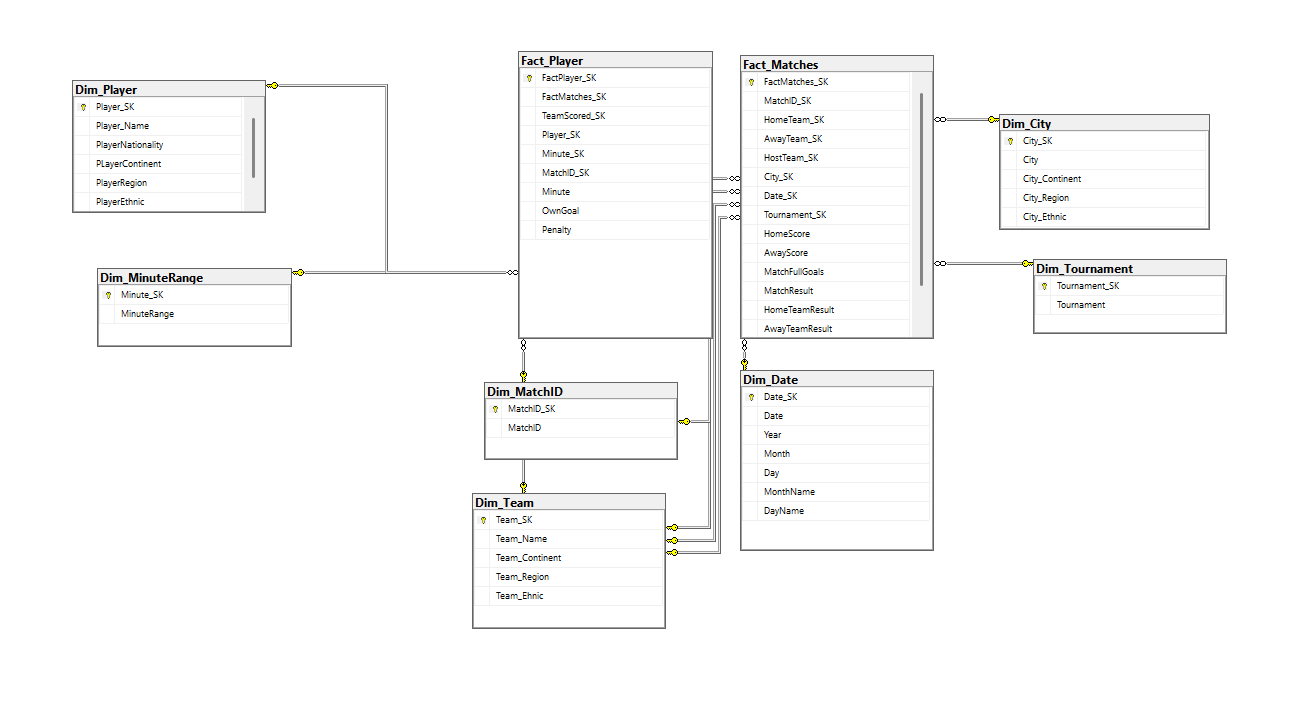 Dim_Player
Player_SK
Player_Name
PlayerNationality
PLayerContinent
PlayerRegion
PlayerEthnic
Dim_MinuteRange
Minute_SK
MinuteRange
Fact_Player
FactPlayer_SK
FactMatches_SK
TeamScored_SK
Player_SK
Minute_SK
MatchID_SK
Minute
OwnGoal
Penalty
Dim_MatchID
MatchID_SK
MatchID
Dim_Team
Team_SK
Team_Name
Team_Continent
Team_Region
Team_Ehnic
Fact_Matches
FactMatches_SK
MatchID_SK
HomeTeam_SK
AwayTeam_SK
HostTeam_SK
City_SK
Date_SK
Tournament_SK
HomeScore
AwayScore
MatchFullGoals
MatchResult
HomeTeamResult
AwayTeamResult
Dim_Date
Date_SK
Date
Year
Month
Day
MonthName
DayName
Dim_City
City_SK
City
City_Continent
City_Region
City_Ethnic
Dim_Tournament
Tournament_SK
Tournament